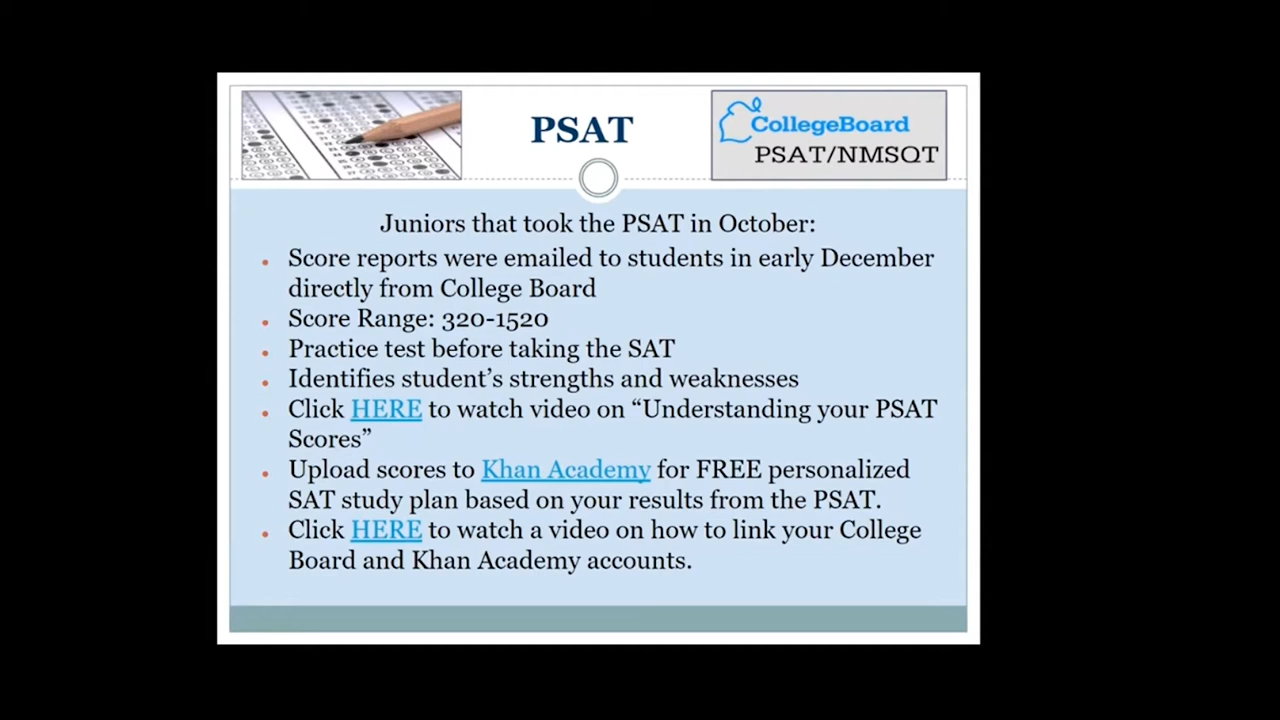 PSAT
CollegeBoard
PSAT/NMSQT
Juniors that took the PSAT in October:
• Score reports were emailed to students in early December
directly from College Board
• Score Range: 320-1520
• Practice test before taking the SAT
• Identifies student’s strengths and weaknesses
• Click HERE to watch video on “Understanding your PSAT
Scores”
• Upload scores to Khan Academy for FREE personalized
SAT study plan based on your results from the PSAT.
• Click HERE to watch a video on how to link your College
Board and Khan Academy accounts.